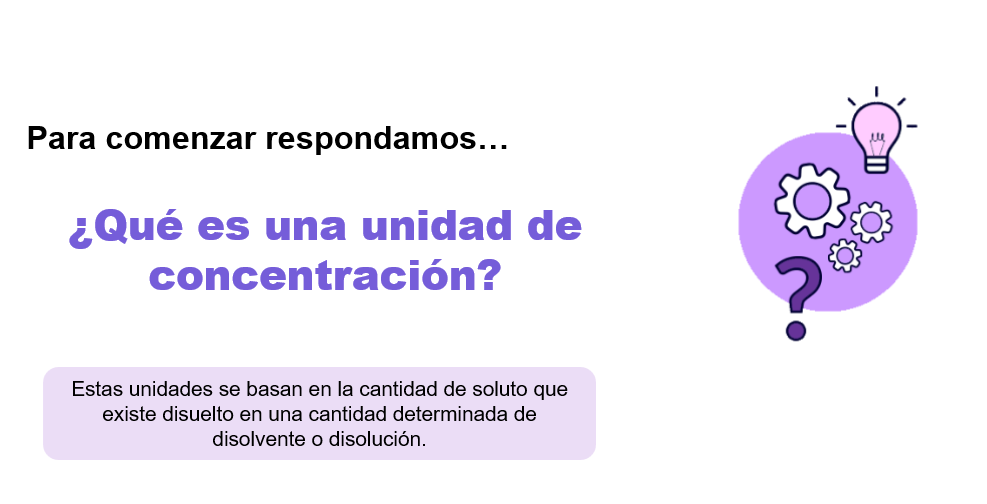 Para comenzar respondamos…
¿Qué es una unidad de
concentración?
Estas unidades se basan en la cantidad de soluto que
existe disuelto en una cantidad determinada de
disolvente o disolución.